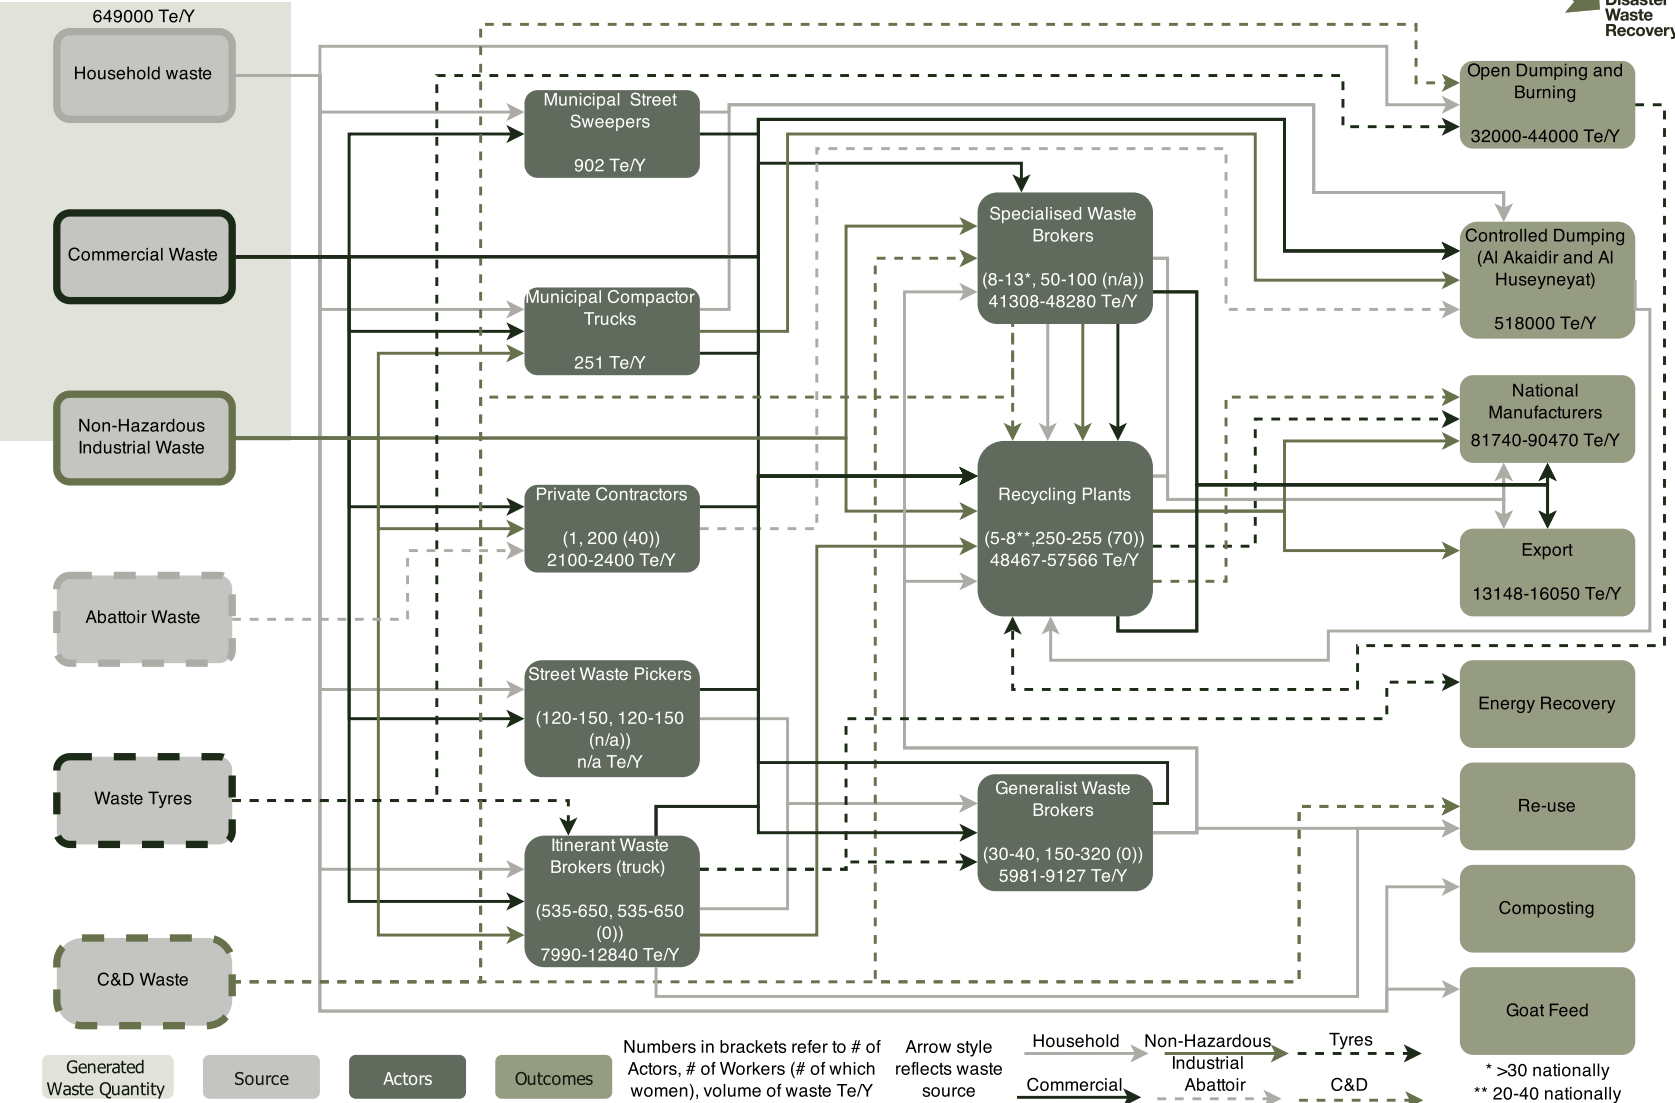 649000 Te/Y
Disaster
Waste
Recovery
Household waste
Commercial Waste
Non-Hazardous
Industrial Waste
Abattoir Waste
Waste Tyres
C&D Waste
Municipal Street
Sweepers
902 Te/Y
Municipal Compactor
Trucks
251 Te/Y
Private Contractors
(1, 200 (40))
2100-2400 Te/Y
Street Waste Pickers
(120-150, 120-150
(n/a))
n/a Te/Y
Itinerant Waste
Brokers (truck)
(535-650, 535-650
(0))
7990-12840 Te/Y
Specialised Waste
Brokers
(8-13*, 50-100 (n/a))
41308-48280 Te/Y
Recycling Plants
(5-8**,250-255 (70))
48467-57566 Te/Y
Generalist Waste
Brokers
(30-40, 150-320 (0))
5981-9127 Te/Y
Open Dumping and
Burning
32000-44000 Te/Y
Controlled Dumping
(Al Akaidir and Al
Huseyneyat)
518000 Te/Y
National
Manufacturers
81740-90470 Te/Y
Export
13148-16050 Te/Y
Energy Recovery
Re-use
Composting
Goat Feed
Generated
Waste Quantity
Source
Actors
Outcomes
Numbers in brackets refer to # of
Actors, # of Workers (# of which
women), volume of waste Te/Y
Arrow style
reflects waste
source
Household
Commercial
Non-Hazardous
Industrial
Abattoir
Tyres
C&D
* >30 nationally
** 20-40 nationally